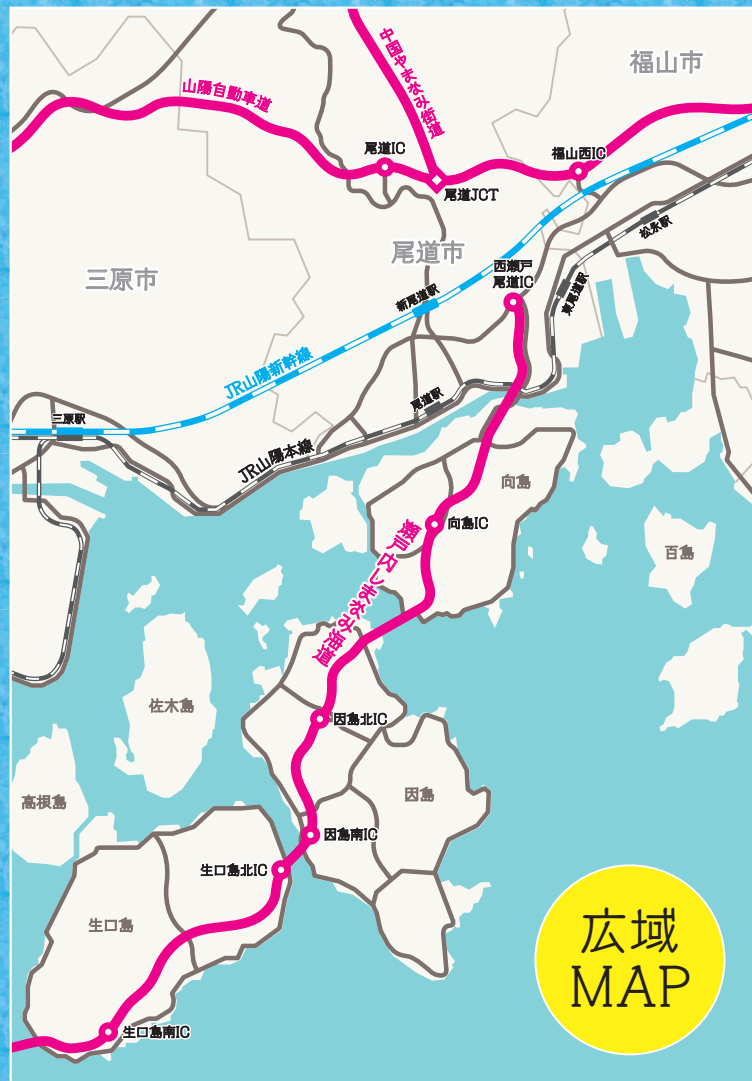 中国やまなみ街道
福山市
山陽自動車道
尾道IC
福山西IC
尾道JCT
松永駅
尾道市
三原市
西瀬戸
尾道IC
東尾道駅
新尾道駅
JR山陽新幹線
尾道駅
三原駅
JR山陽本線
向島
向島IC
瀬戸内しまなみ海道
百島
佐木島
因島北IC
高根島
因島
因島南IC
生口島北IC
生口島
生口島南IC
広域
MAP